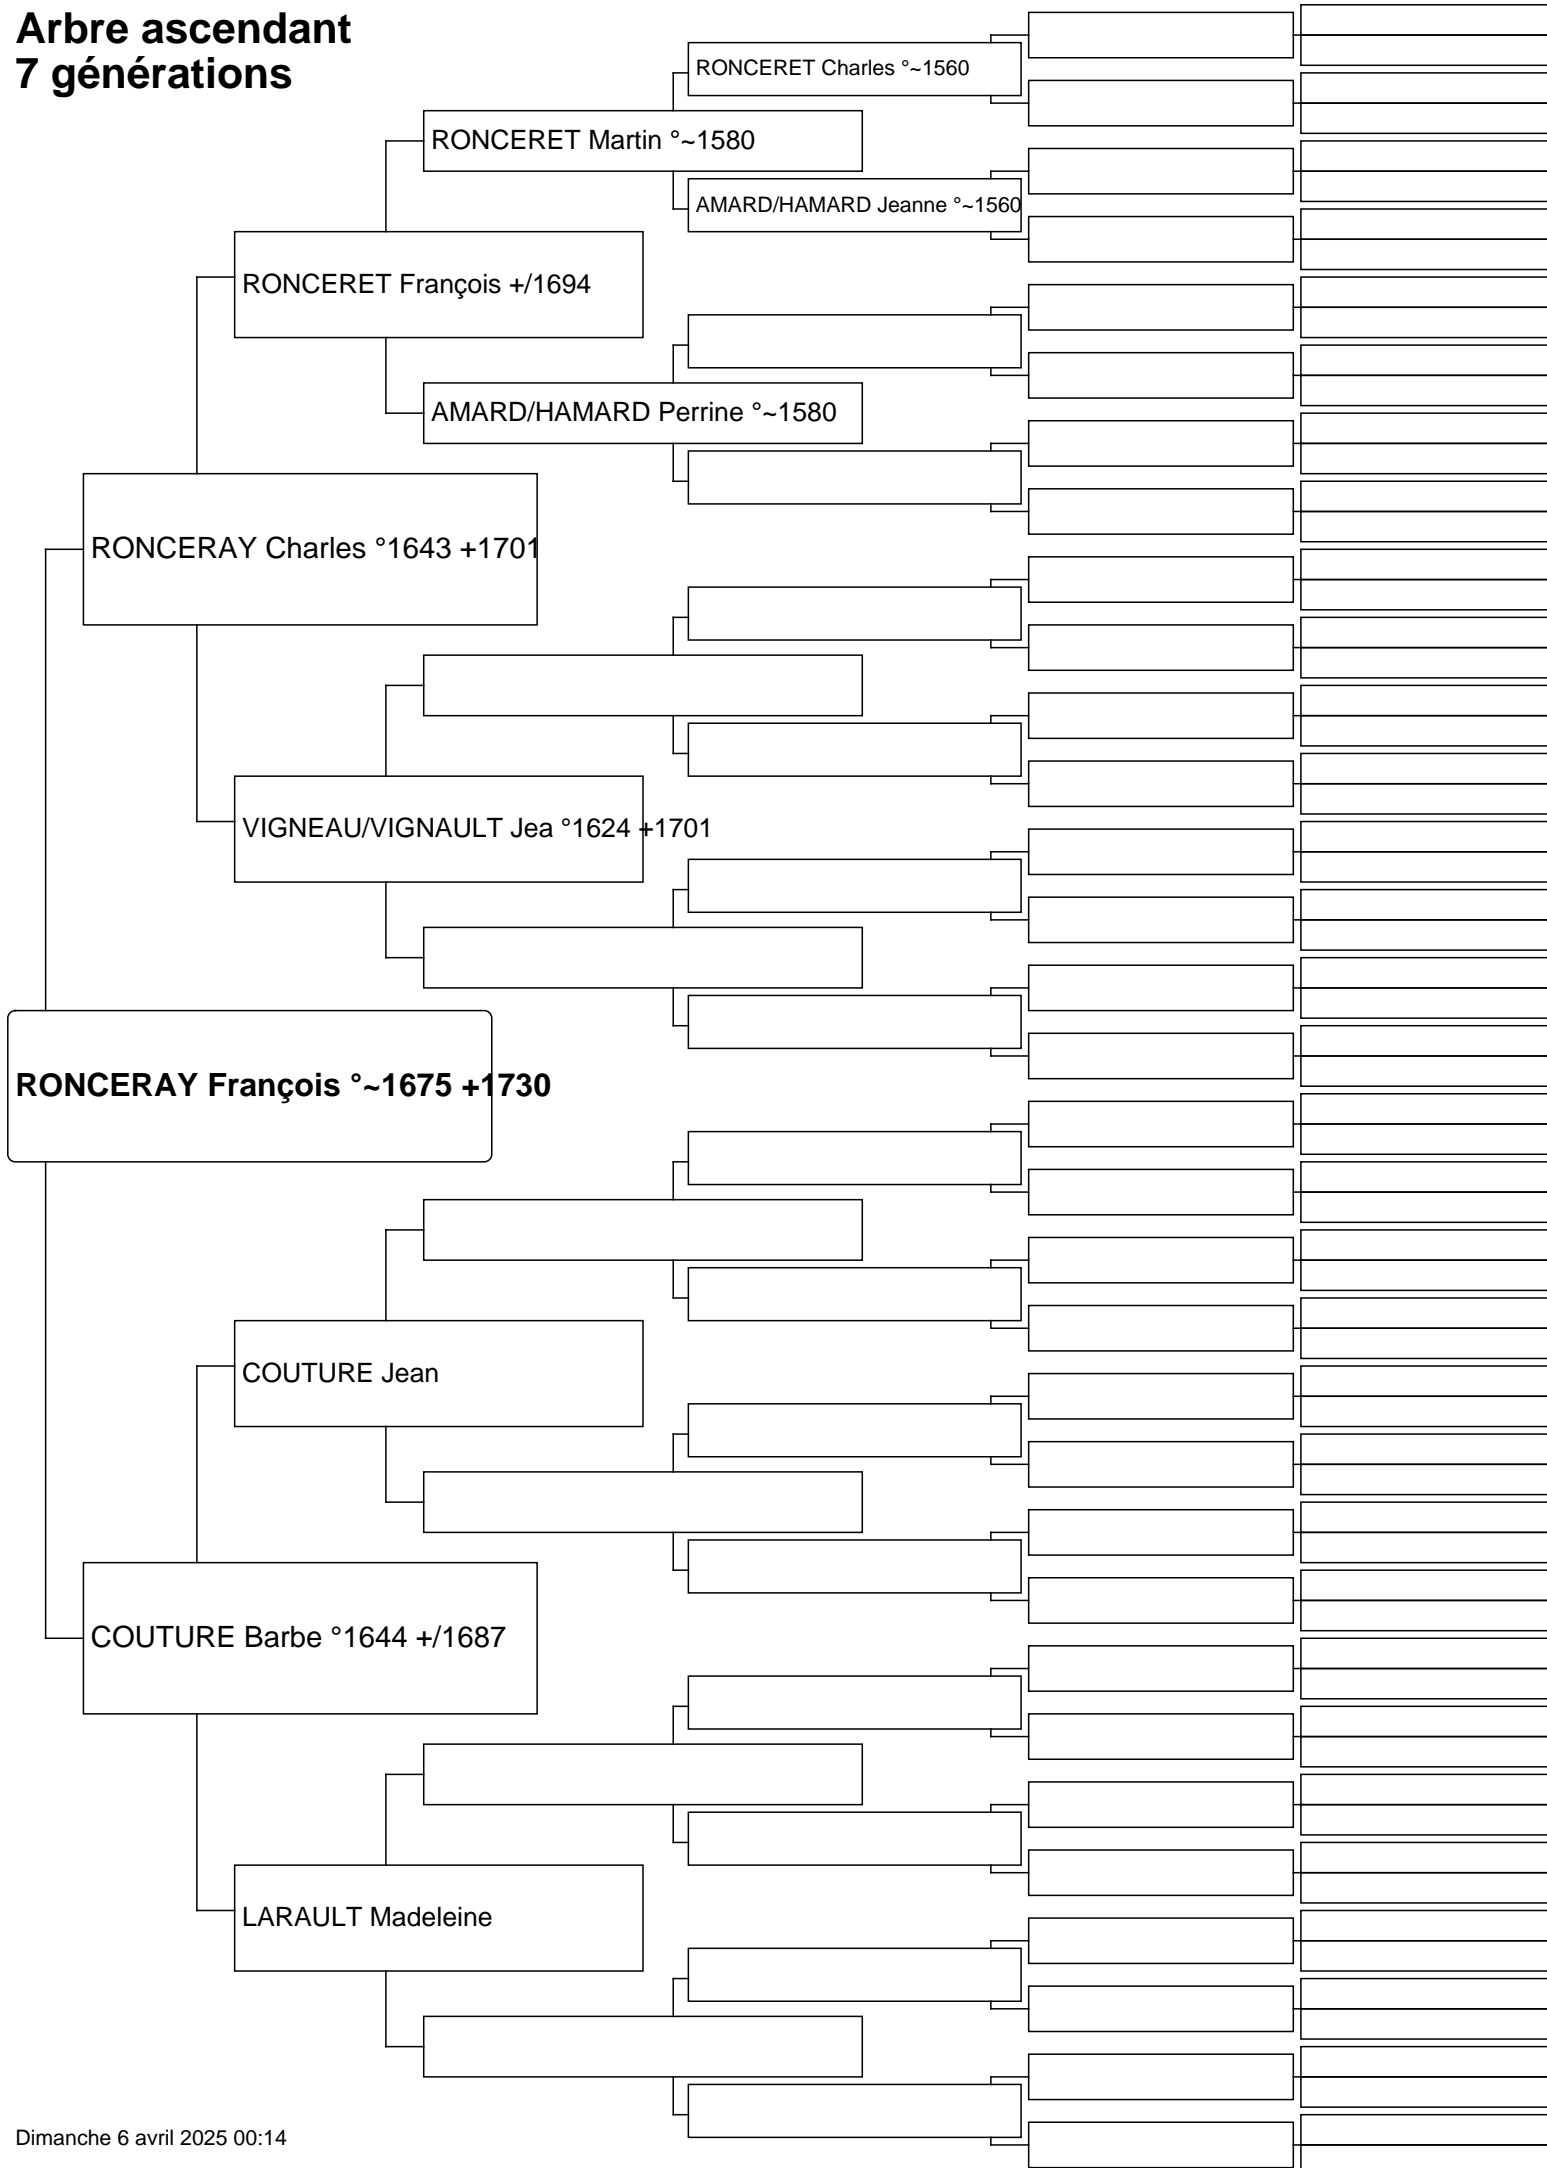 Arbre ascendant
7 générations
RONCERET Charles °~1560
RONCERET Martin °~1580
AMARD/HAMARD Jeanne °~1560
RONCERET François +/1694
AMARD/HAMARD Perrine °~1580
RONCERAY Charles °1643 +1701
VIGNEAU/VIGNAULT Jea °1624 +1701
RONCERAY François °~1675 +1730
COUTURE Jean
COUTURE Barbe °1644 +/1687
LARAULT Madeleine
Dimanche 6 avril 2025 00:14